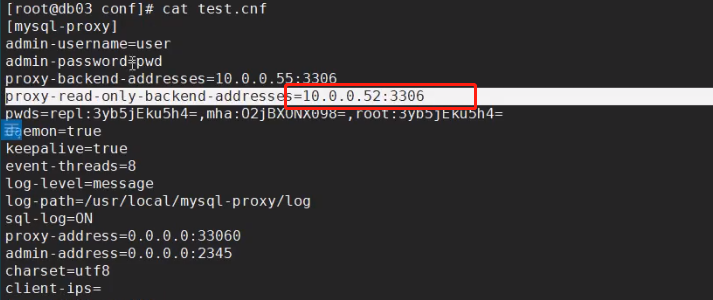 [root@db03 conf]# cat test.cnf
[mysql-proxy]
admin-username=user
admin-password=pwd
proxy-backend-addresses=10.0.0.55:3306
proxy-read-only-backend-addresses=10.0.0.52:3306
pwds=repl:3yb5jEku5h4=,mha:O2jBXONX098=,root:3yb5jEku5h4=
emon=true
keepalive=true
event-threads=8
log-level=message
log-path=/usr/local/mysql-proxy/log
sql-log=ON
proxy-address=0.0.0.0:33060
admin-address=0.0.0.0:2345
charset=utf8
client-ips=